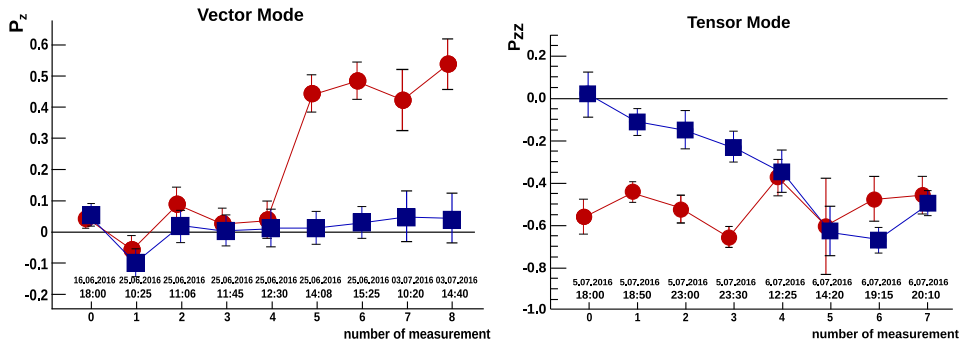 Vector Mode
Pz
0.6
0.5
0.4
0.3
0.2
0.1
0
-0.1
-0.2
16.06.2016 25.06.2016 25.06.2016 25.06.2016 25.06.2016 25.06.2016 25.06.2016 03.07.2016 03.07.2016
18:00 10:25 11:06 11:45 12:30 14:08 15:25 10:20 14:40
0 1 2 3 4 5 6 7 8
number of measurement
Tensor Mode
Pzz
0.2
0.0
-0.2
-0.4
-0.6
-0.8
-1.0
5.07.2016 5.07.2016 5.07.2016 5.07.2016 6.07.2016 6.07.2016 6.07.2016 6.07.2016
18:00 18:50 23:00 23:30 12:25 14:20 19:15 20:10
0 1 2 3 4 5 6 7
number of measurement